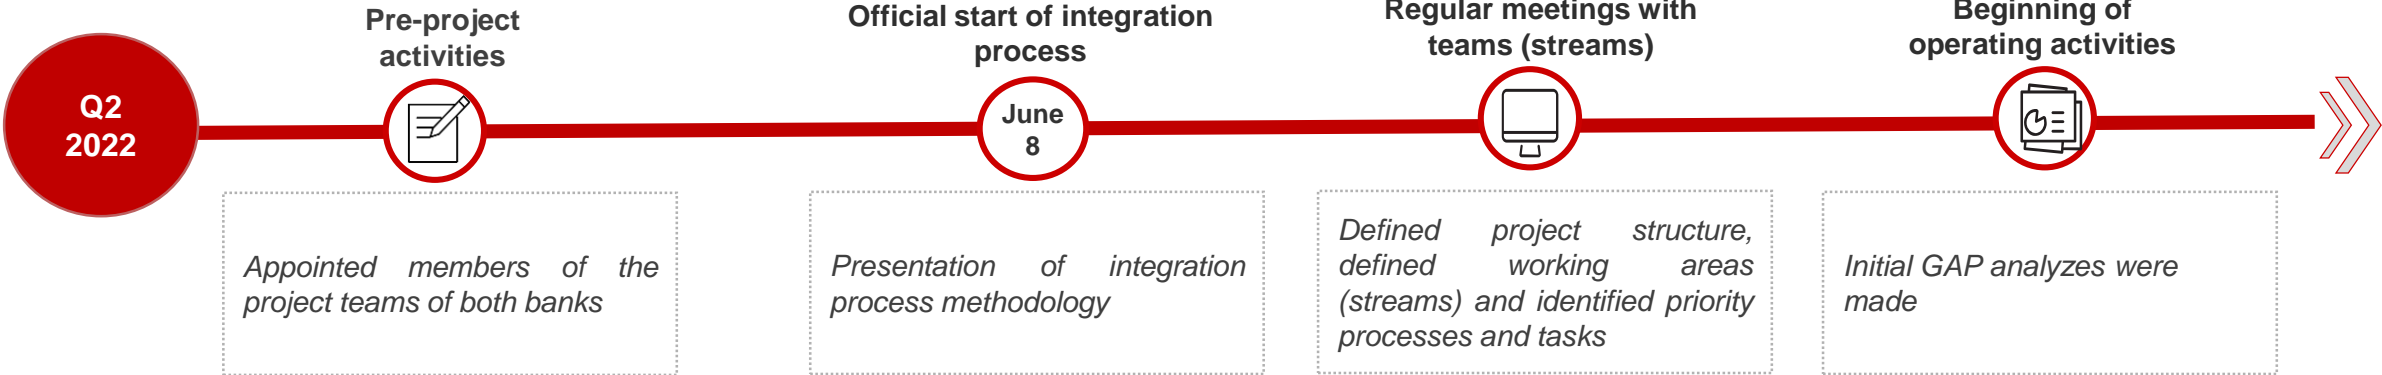 Q2
2022
Pre-project
activities
Appointed members of the
project teams of both banks
Official start of integration
process
June
8
Presentation of integration
process methodology
Regular meetings with
teams (streams)
Defined project structure,
defined working areas
(streams) and identified priority
processes and tasks
Beginning of
operating activities
Initial GAP analyzes were
made